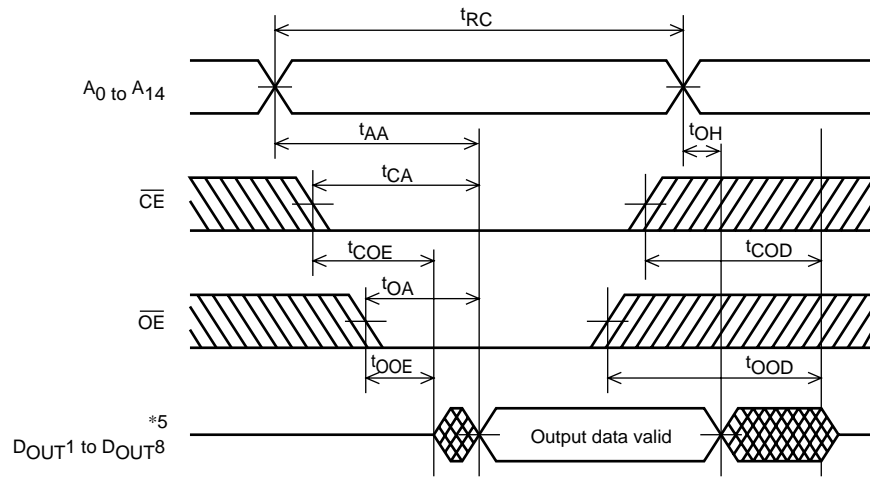 tRC
A0 to A14
tAA
tOH
tCA
CE
tCOE
tCOD
tOA
OE
tOOE
tOOD
*5
DOUT1 to DOUT8
Output data valid